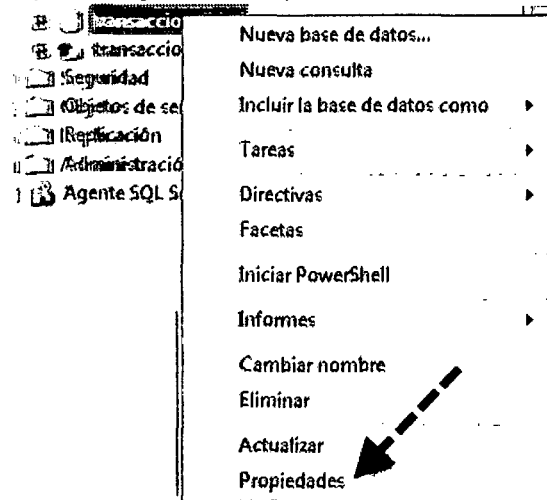 transaccio
transaccio
Seguridad
Objetos de se
Replicación
Administració
Agente SQL S
Nueva base de datos...
Nueva consulta
Incluir la base de datos como
Tareas
Directivas
Facetas
Iniciar PowerShell
Informes
Cambiar nombre
Eliminar
Actualizar
Propiedades